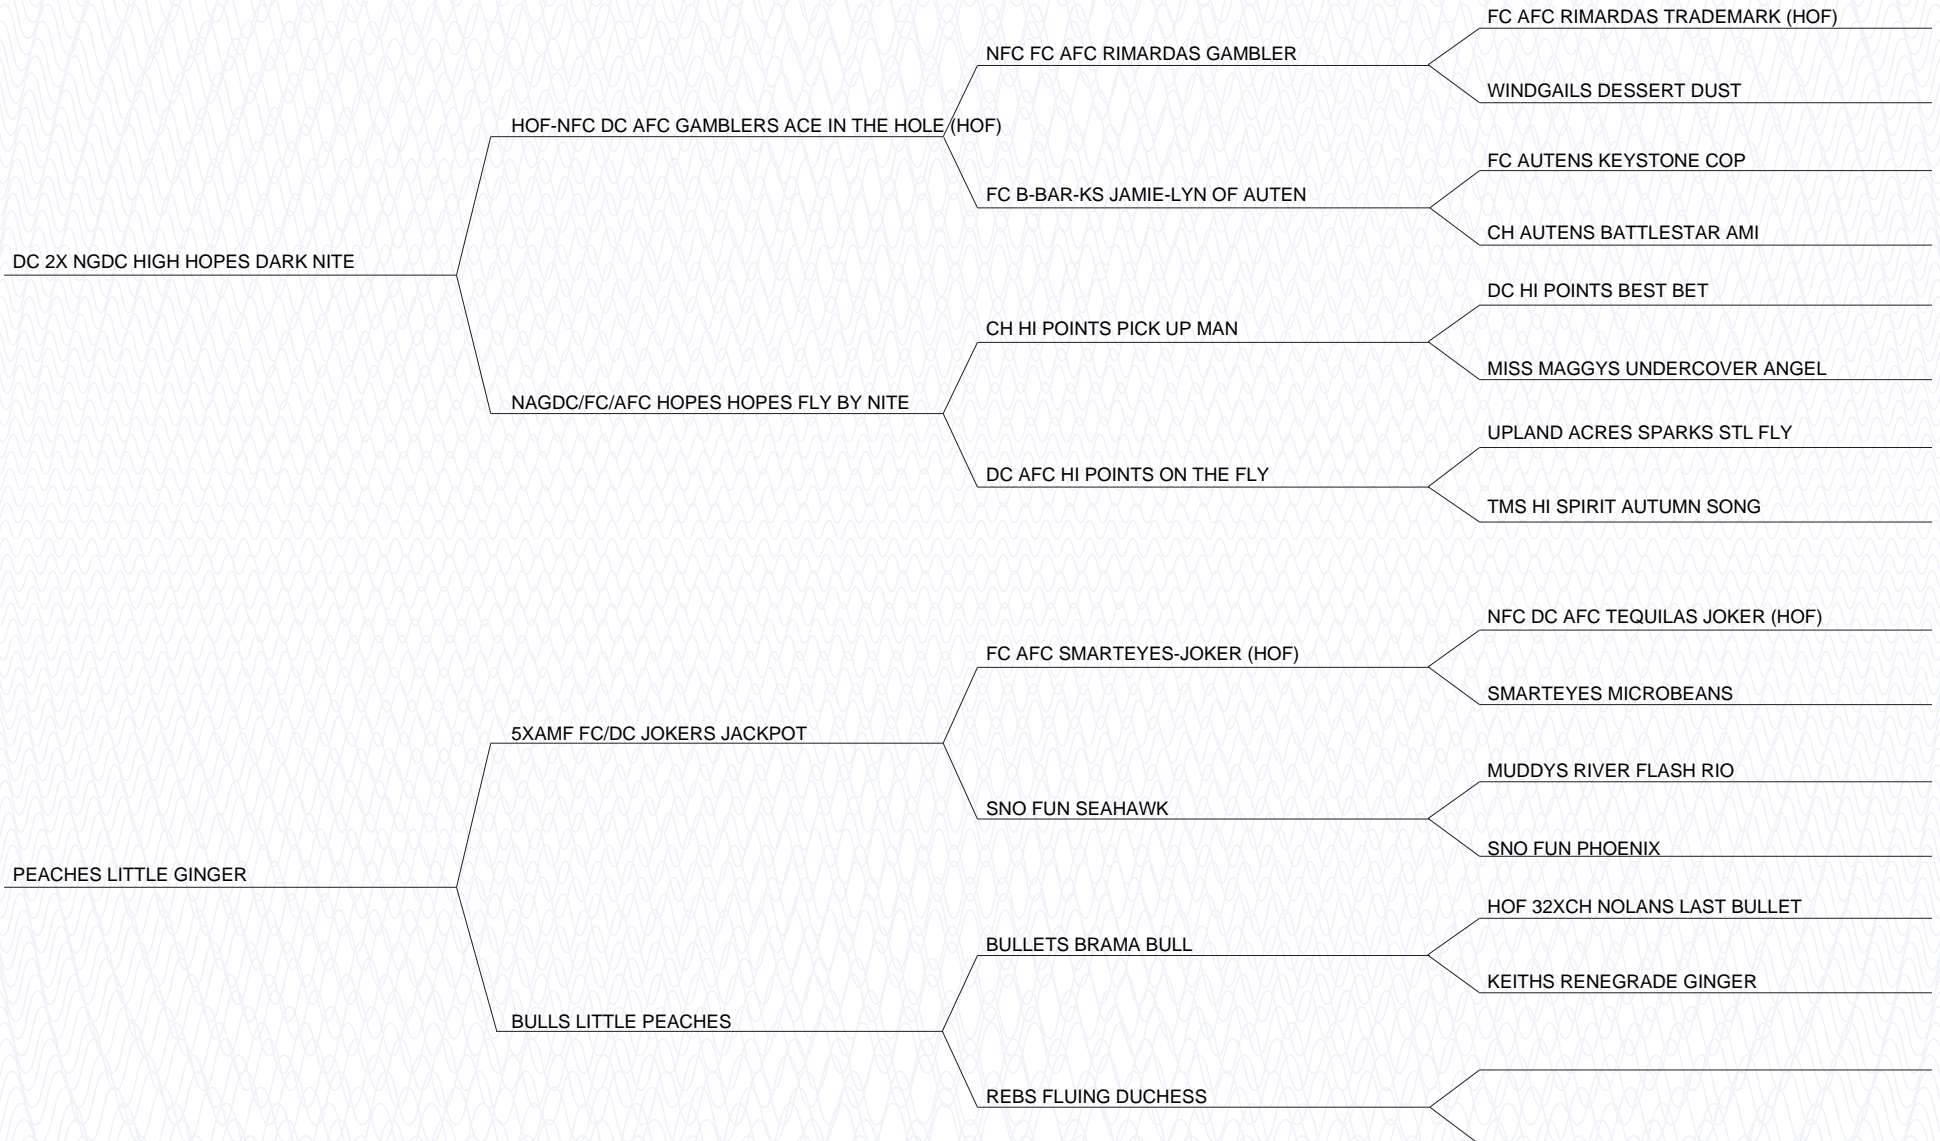 FC AFC RIMARDAS TRADEMARK (HOF)
NFC FC AFC RIMARDAS GAMBLER
WINDGAILS DESSERT DUST
HOF-NFC DC AFC GAMBLERS ACE IN THE HOLE (HOF)
FC AUTENS KEYSTONE COP
FC B-BAR-KS JAMIE-LYN OF AUTEN
CH AUTENS BATTLESTAR AMI
DC 2X NGDC HIGH HOPES DARK NITE
DC HI POINTS BEST BET
CH HI POINTS PICK UP MAN
MISS MAGGYS UNDERCOVER ANGEL
NAGDC/FC/AFC HOPES HOPES FLY BY NITE
UPLAND ACRES SPARKS STL FLY
DC AFC HI POINTS ON THE FLY
TMS HI SPIRIT AUTUMN SONG
NFC DC AFC TEQUILAS JOKER (HOF)
FC AFC SMARTEYES-JOKER (HOF)
SMARTEYES MICROBEANS
5XAMF FC/DC JOKERS JACKPOT
MUDDYS RIVER FLASH RIO
SNO FUN SEAHAWK
SNO FUN PHOENIX
PEACHES LITTLE GINGER
HOF 32XCH NOLANS LAST BULLET
BULLETS BRAMA BULL
KEITHS RENEGRADE GINGER
BULLS LITTLE PEACHES
REBS FLUING DUCHESS